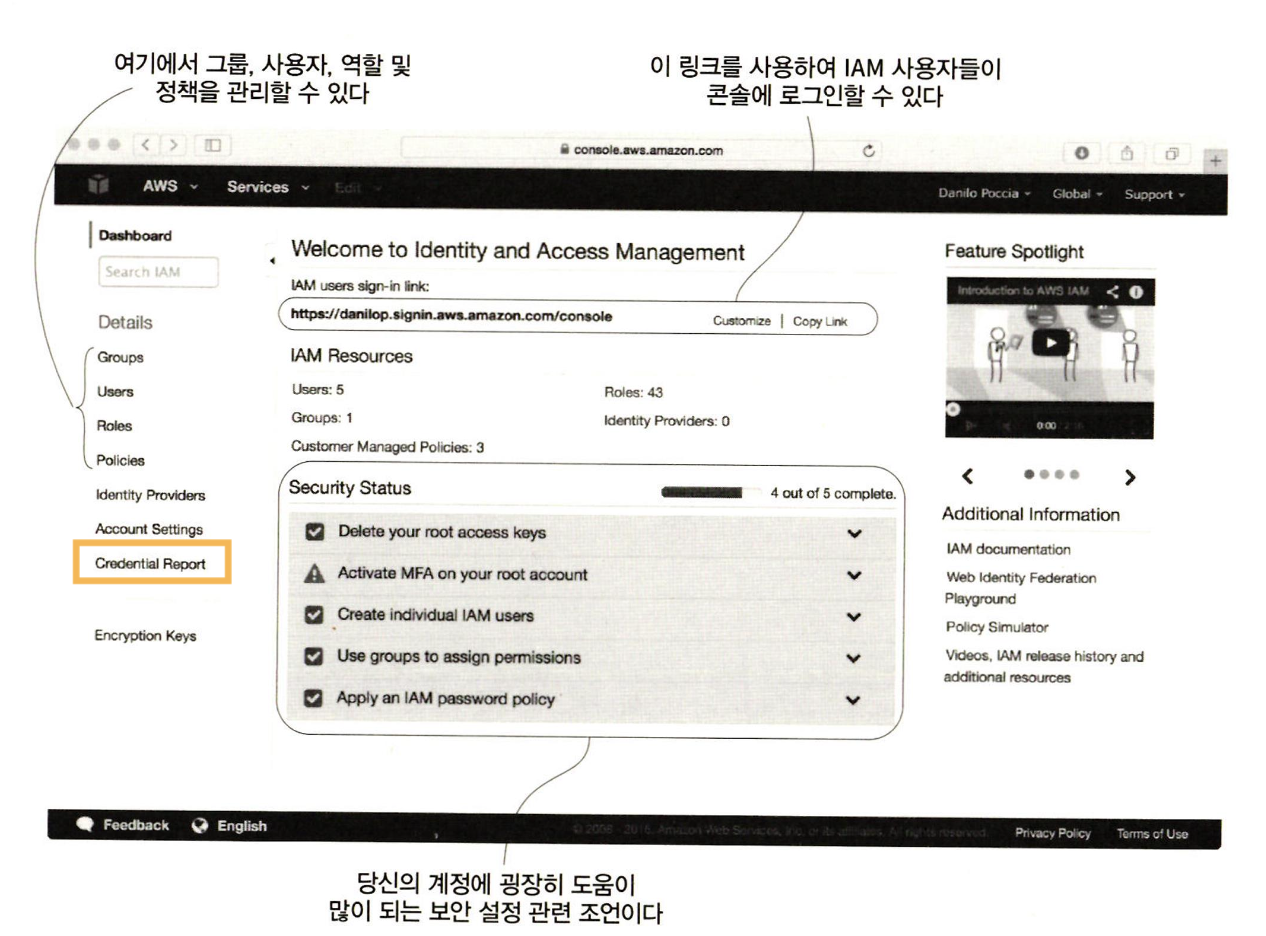 여기에서 그룹, 사용자, 역할 및
정책을 관리할 수 있다
이 링크를 사용하여 IAM 사용자들이
콘솔에 로그인할 수 있다
console.aws.amazon.com
AWS Services Edit
Danilo Poccia Global Support
Dashboard
Search IAM
Details
Groups
Users
Roles
Policies
Identity Providers
Account Settings
Credential Report
Encryption Keys
Welcome to Identity and Access Management
IAM users sign-in link:
https://danilop.signin.aws.amazon.com/console Customize | Copy Link
IAM Resources
Users: 5 Roles: 43
Groups: 1 Identity Providers: 0
Customer Managed Policies: 3
Security Status 4 out of 5 complete.
Delete your root access keys
Activate MFA on your root account
Create individual IAM users
Use groups to assign permissions
Apply an IAM password policy
Feature Spotlight
Introduction to AWS IAM
0:00
Additional Information
IAM documentation
Web Identity Federation
Playground
Policy Simulator
Videos, IAM release history and
additional resources
Feedback English
Amazon Web Services, Inc. or its affiliates. All rights reserved. Privacy Policy Terms of Use
당신의 계정에 굉장히 도움이
많이 되는 보안 설정 관련 조언이다